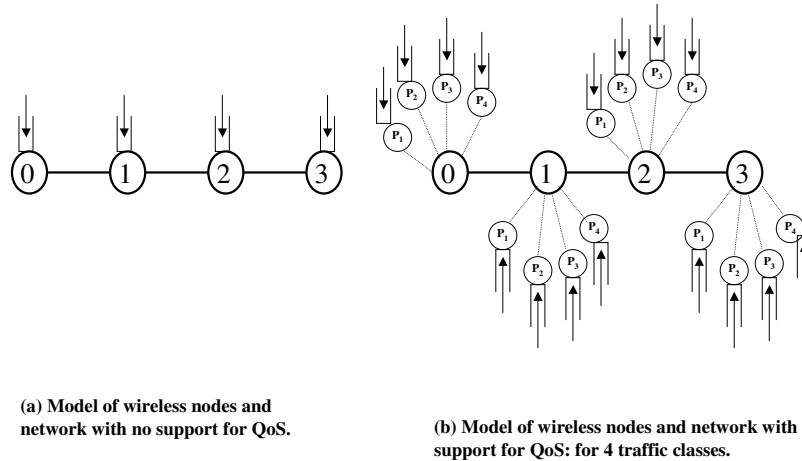 P₂
P₃
P₄
P₁
P₂
P₃
P₄
P₁
0
1
2
3
0
1
2
3
P₁
P₂
P₃
P₄
P₁
P₂
P₃
P₄
(a) Model of wireless nodes and
network with no support for QoS.
(b) Model of wireless nodes and network with
support for QoS: for 4 traffic classes.